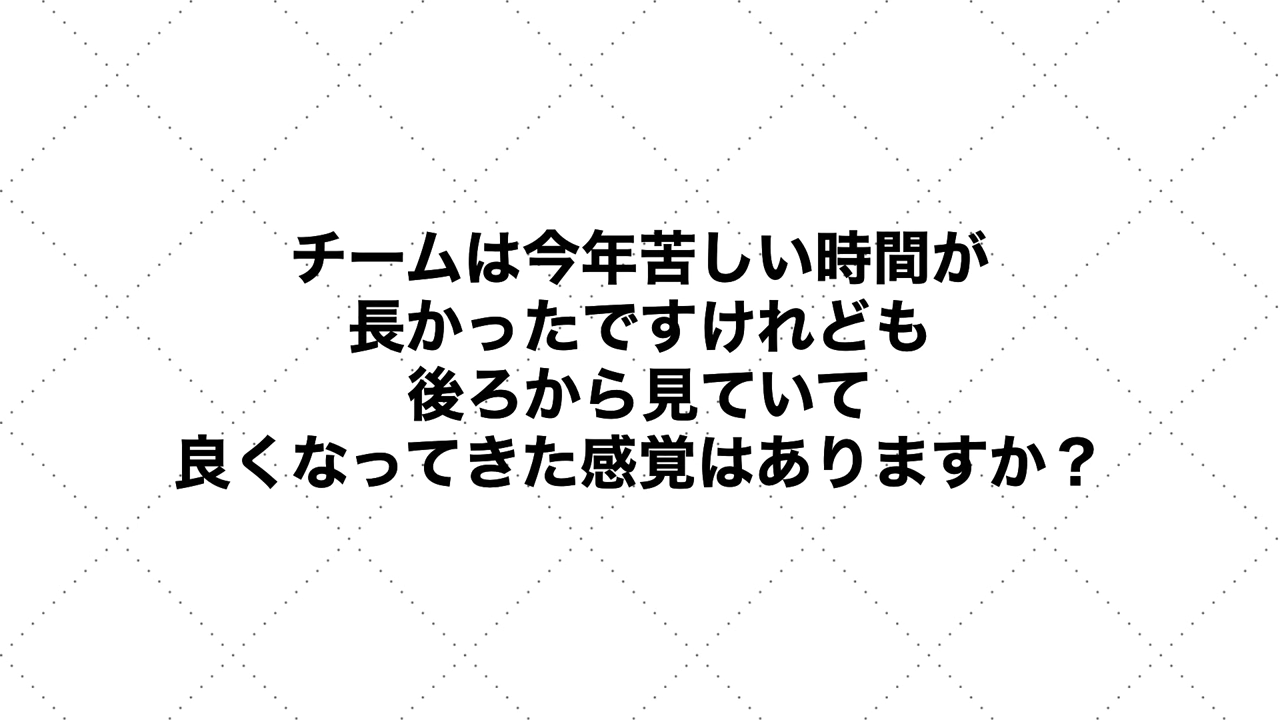 チームは今年苦しい時間が
長かったですけれども
後ろから見ていて
良くなってきた感覚はありますか？